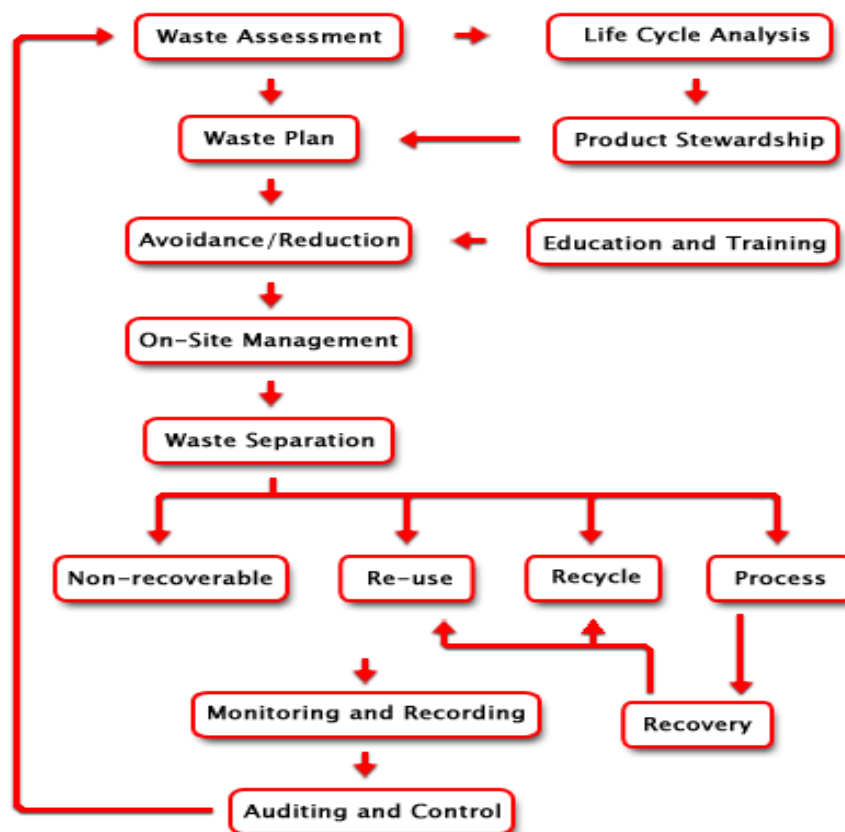 Waste Assessment
Life Cycle Analysis
Waste Plan
Product Stewardship
Avoidance/Reduction
Education and Training
On-Site Management
Waste Separation
Non-recoverable
Re-use
Recycle
Process
Monitoring and Recording
Recovery
Auditing and Control